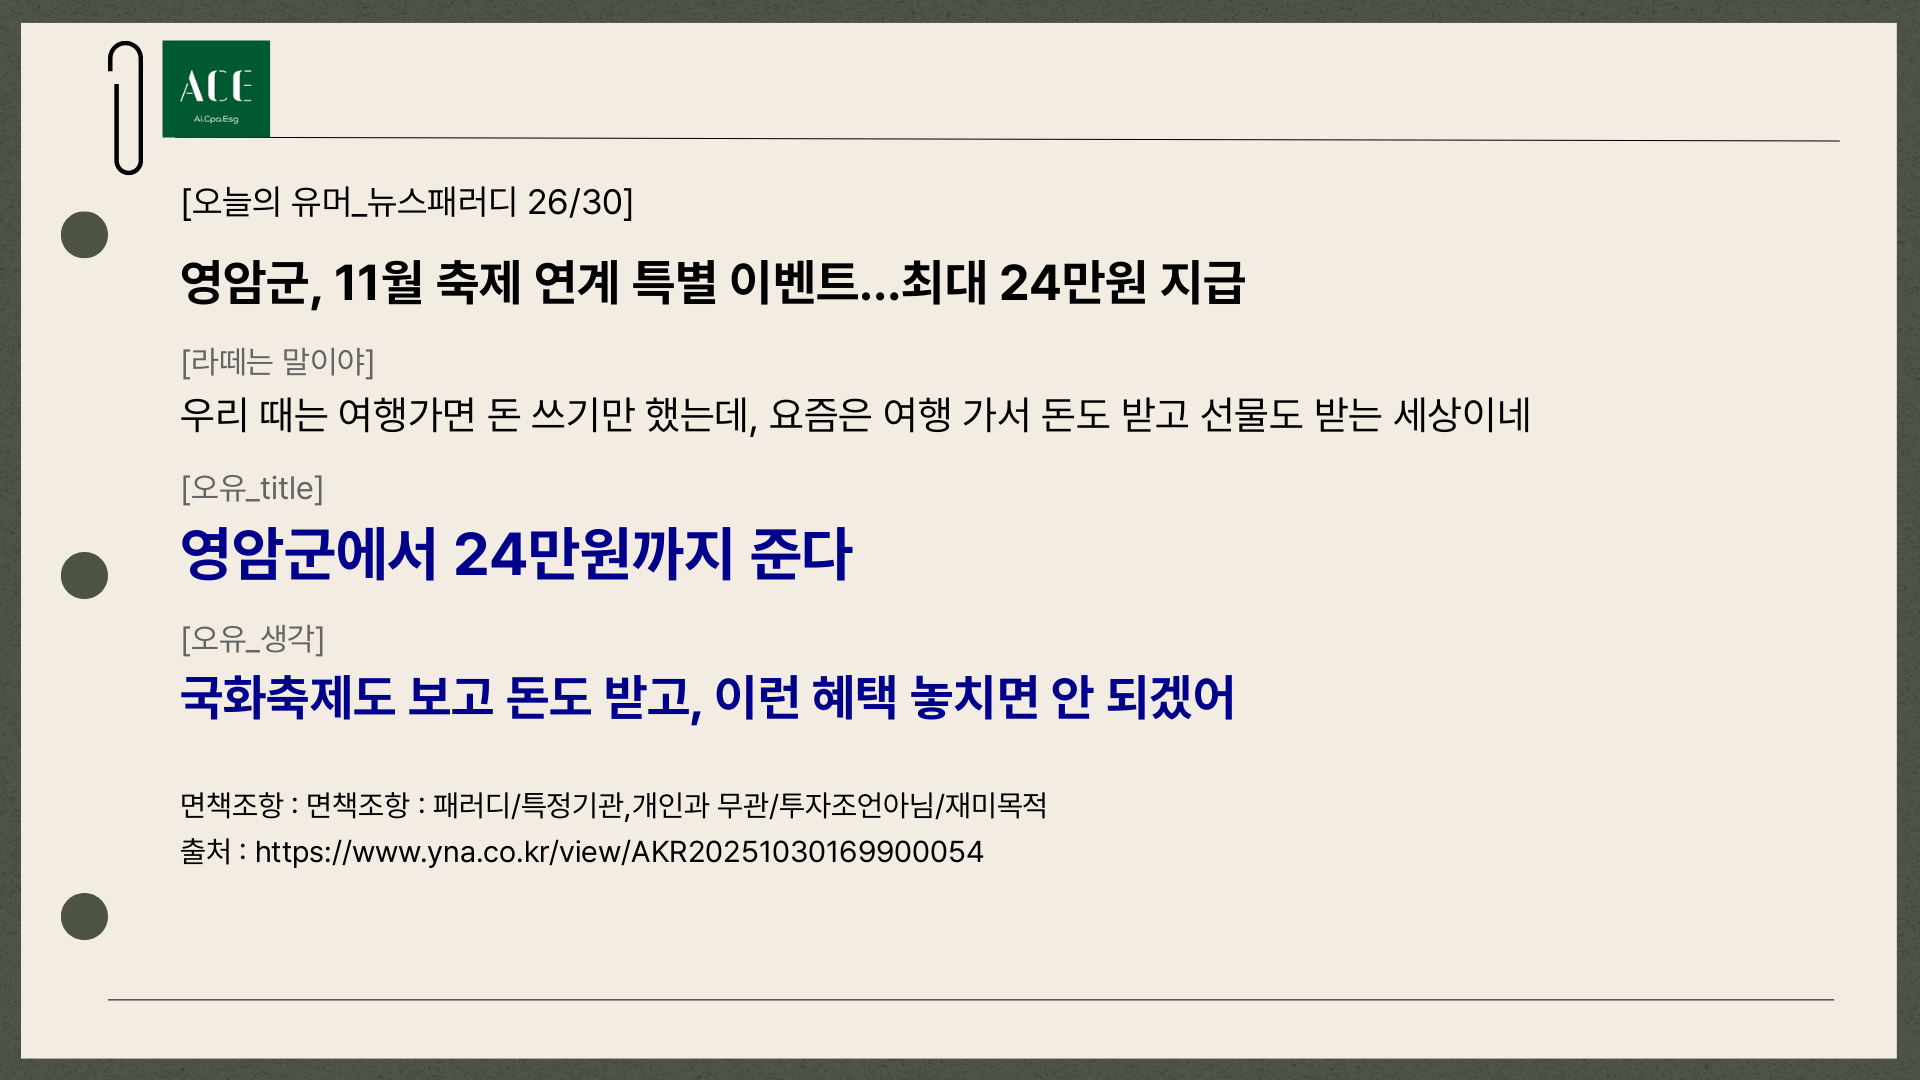 ACE
Ai.Cpa.Esg
[오늘의 유머_뉴스패러디 26/30]
영암군, 11월 축제 연계 특별 이벤트...최대 24만원 지급
[라떼는 말이야]
우리 때는 여행가면 돈 쓰기만 했는데, 요즘은 여행 가서 돈도 받고 선물도 받는 세상이네
[오유_title]
영암군에서 24만원까지 준다
[오유_생각]
국화축제도 보고 돈도 받고, 이런 혜택 놓치면 안 되겠어
면책조항 : 면책조항 : 패러디/특정기관,개인과 무관/투자조언아님/재미목적
출처 : https://www.yna.co.kr/view/AKR20251030169900054